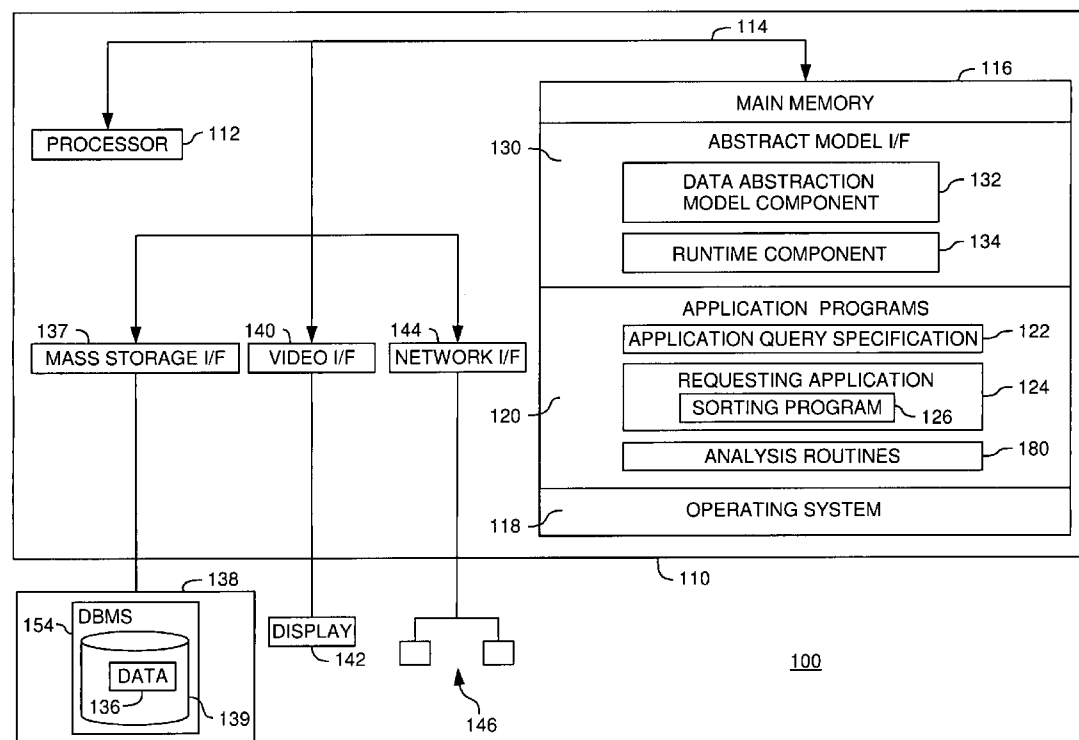 114
116
MAIN MEMORY
PROCESSOR
112
130
ABSTRACT MODEL I/F
DATA ABSTRACTION
MODEL COMPONENT
132
RUNTIME COMPONENT
134
137
140
144
MASS STORAGE I/F
VIDEO I/F
NETWORK I/F
APPLICATION PROGRAMS
APPLICATION QUERY SPECIFICATION
122
120
REQUESTING APPLICATION
124
SORTING PROGRAM
126
ANALYSIS ROUTINES
180
118
OPERATING SYSTEM
110
138
154
DBMS
DATA
136
139
DISPLAY
142
146
100